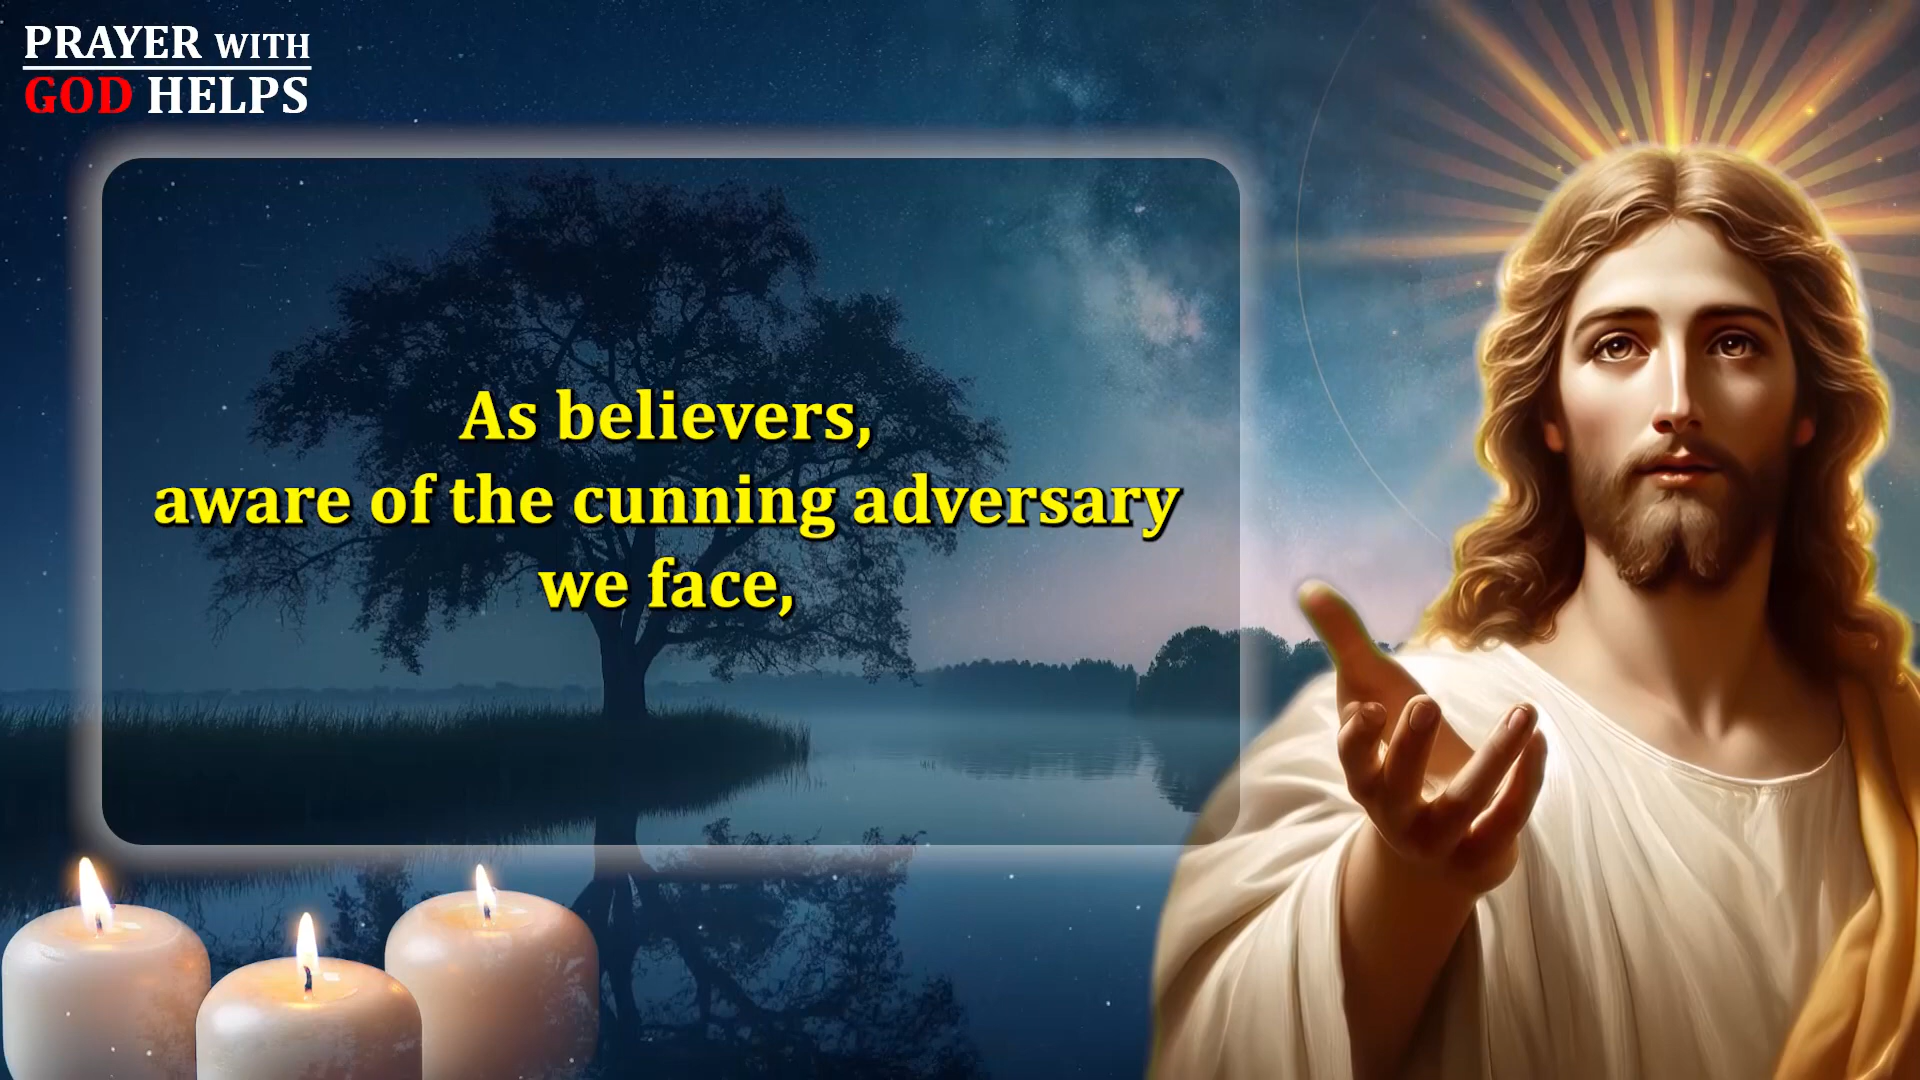 PRAYER WITH
GOD HELPS
As believers,
aware of the cunning adversary
we face,